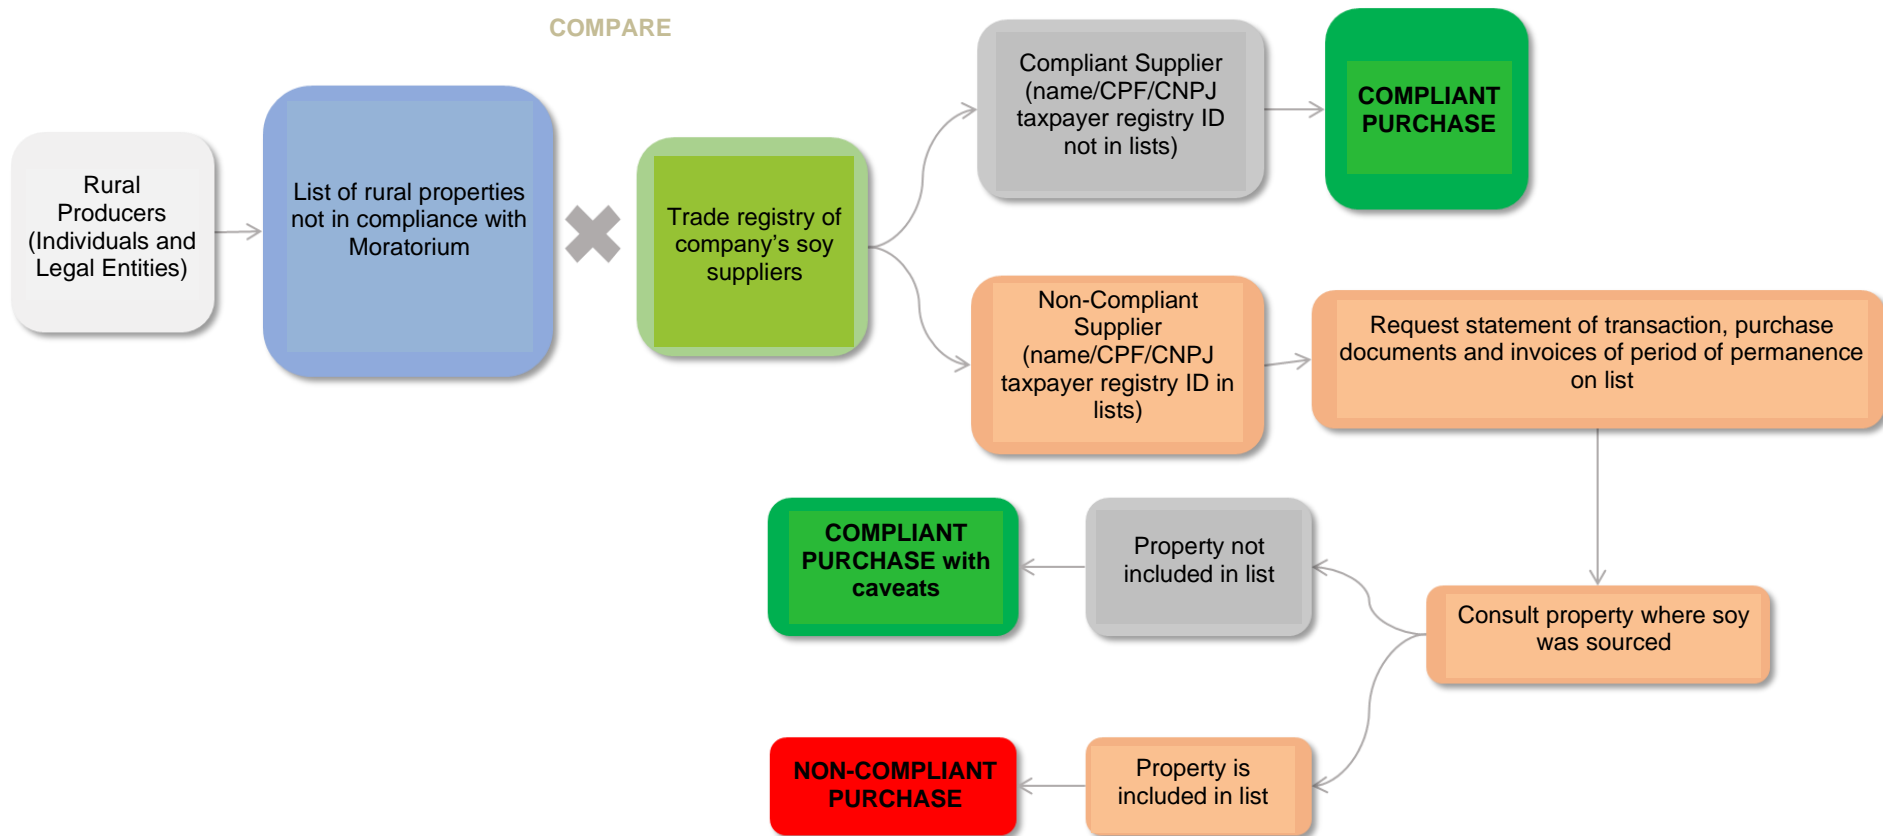 COMPARE
Rural
Producers
(Individuals and
Legal Entities)
List of rural properties
not in compliance with
Moratorium
Trade registry of
company’s soy
suppliers
Compliant Supplier
(name/CPF/CNPJ
taxpayer registry ID
not in lists)
COMPLIANT
PURCHASE
Non-Compliant
Supplier
(name/CPF/CNPJ
taxpayer registry ID in
lists)
Request statement of transaction, purchase
documents and invoices of period of permanence
on list
Consult property where soy
was sourced
Property not
included in list
COMPLIANT
PURCHASE with
caveats
Property is
included in list
NON-COMPLIANT
PURCHASE